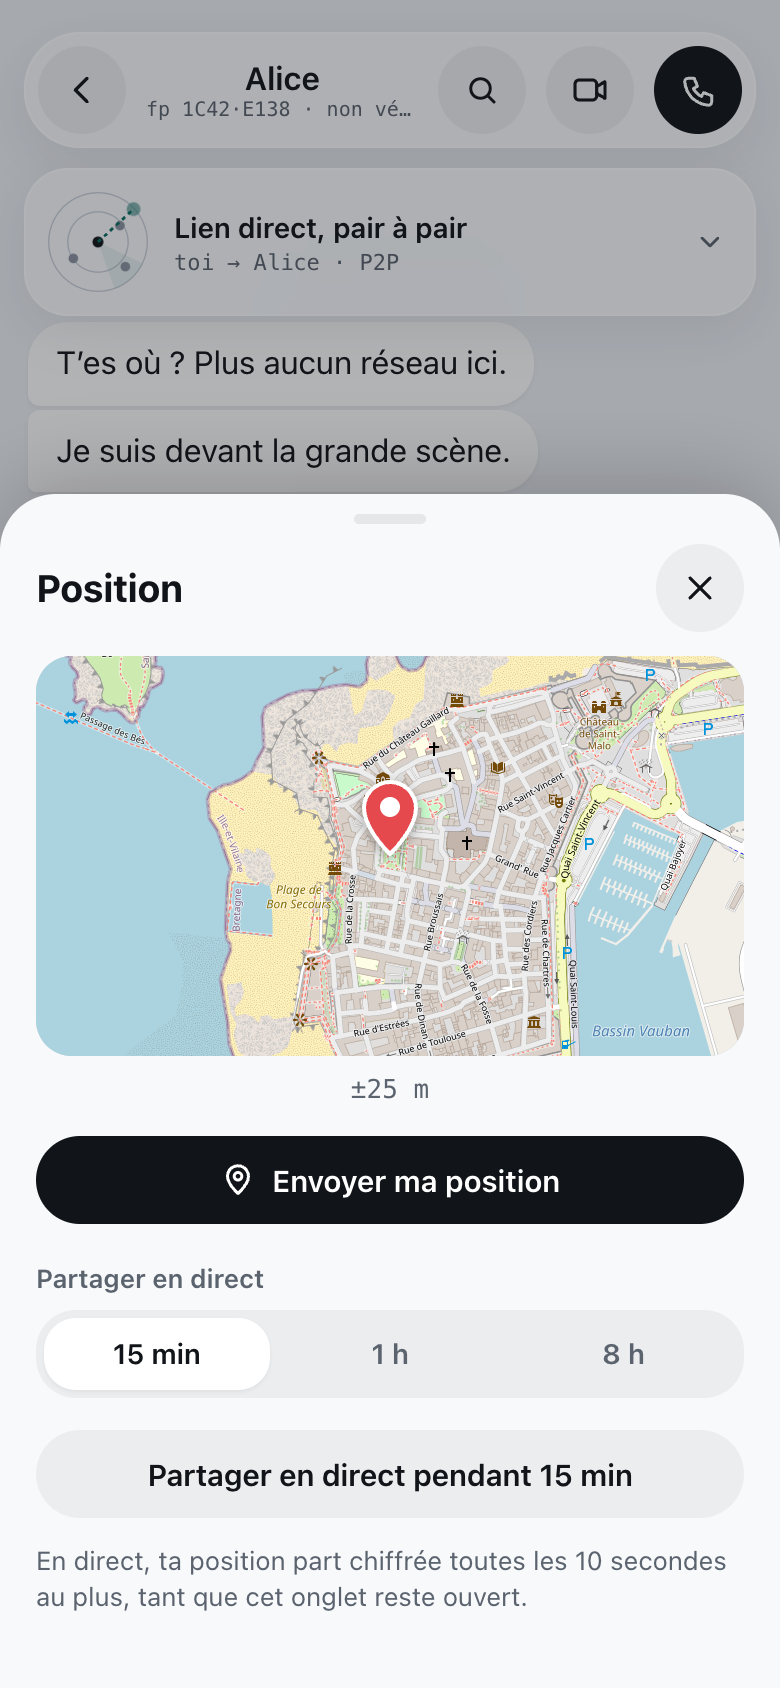 Alice
fp 1C42·E138 · non vé…
Lien direct, pair à pair
toi → Alice · P2P
T’es où ? Plus aucun réseau ici.
Je suis devant la grande scène.
Position
Passage des Bés
Rue du Château Gaillard
Château
de Saint-
Malo
P
P
Rue Saint-Vincent
Rue Jacques Cartier
Quai Saint-Vincent
P
Quai Bajoyer
Grand' Rue
Ille-et-Vilaine
Bretagne
Plage de
Bon Secours
Rue de la Crosse
Rue Broussais
Rue des Cordiers
Rue de Chartres
P
Quai Saint-Louis
Rue de la Fosse
Rue de Dinan
Rue d'Estrées
Rue de Toulouse
Bassin Vauban
±25 m
Envoyer ma position
Partager en direct
15 min
1 h
8 h
Partager en direct pendant 15 min
En direct, ta position part chiffrée toutes les 10 secondes
au plus, tant que cet onglet reste ouvert.